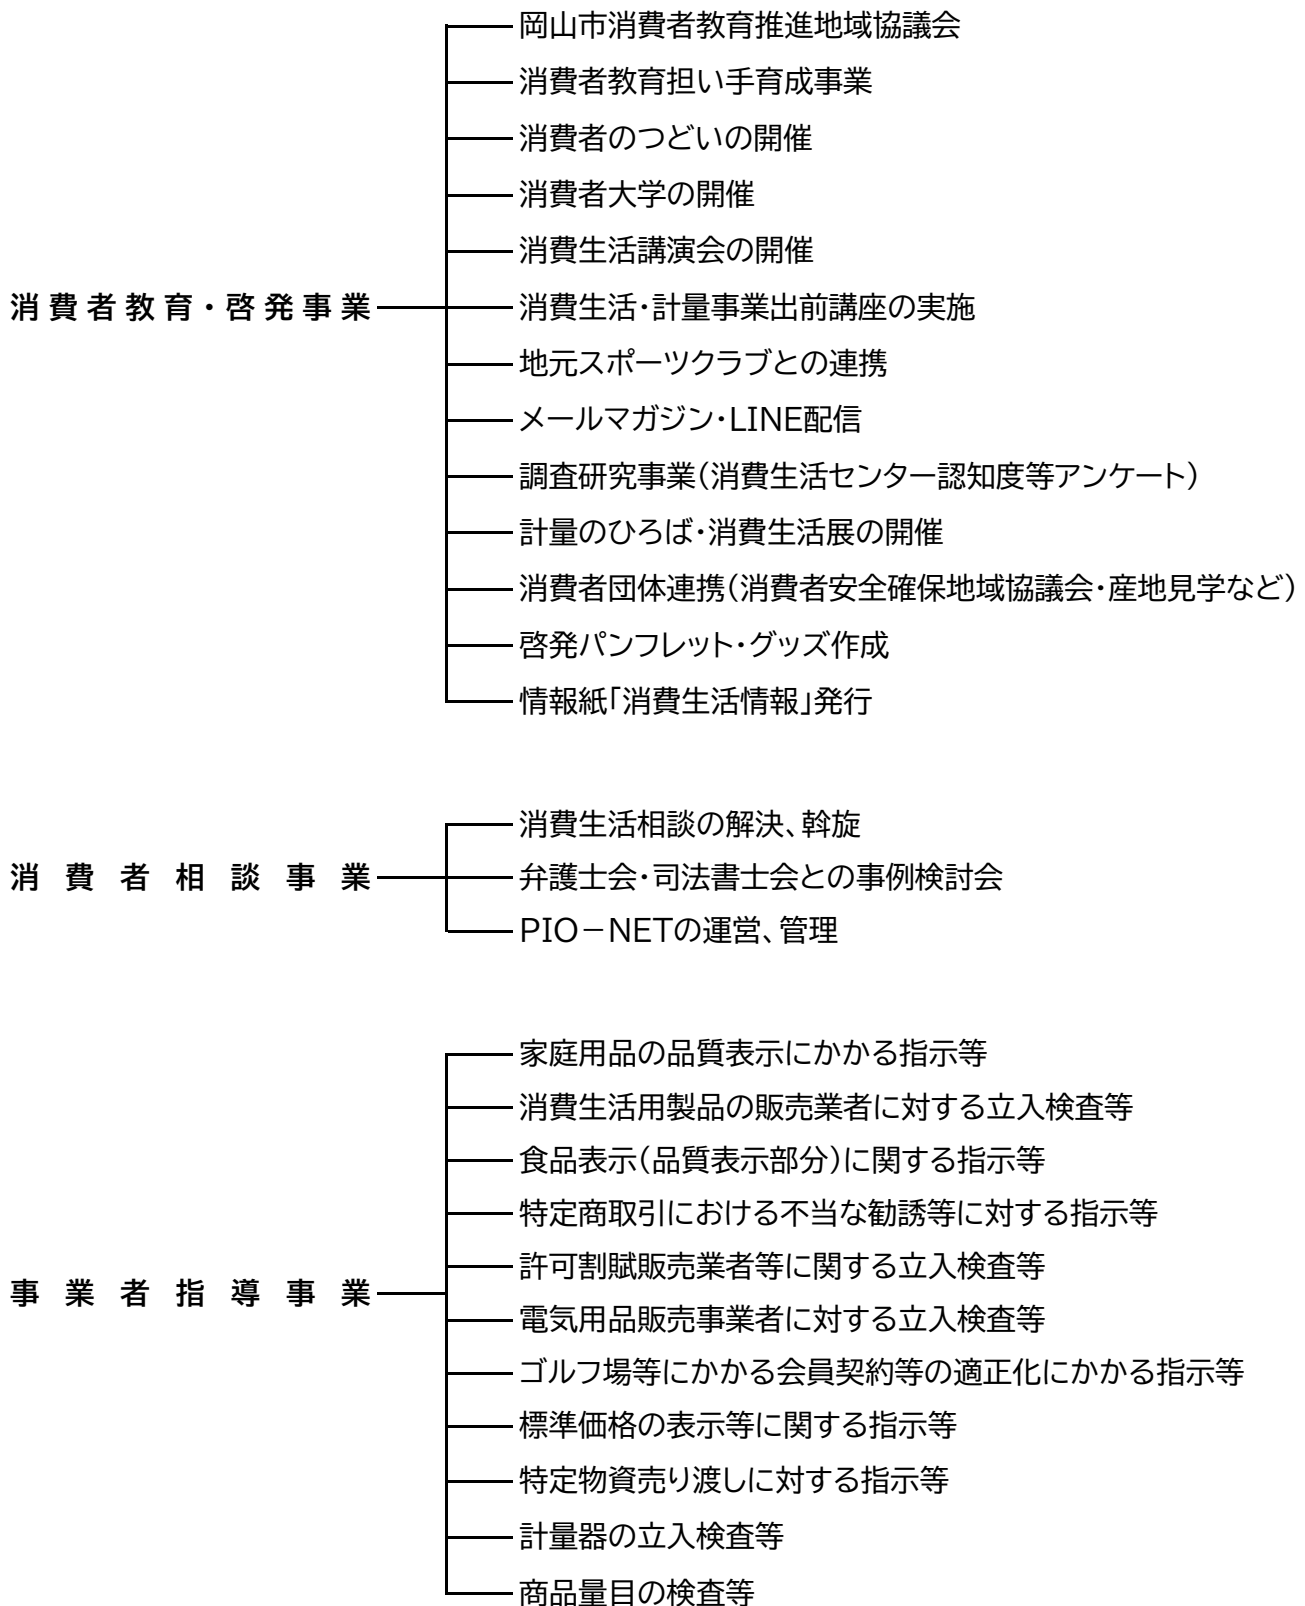 岡山市消費者教育推進地域協議会
消費者教育担い手育成事業
消費者のつどいの開催
消費者大学の開催
消費生活講演会の開催
消費者教育・啓発事業
消費生活・計量事業出前講座の実施
地元スポーツクラブとの連携
メールマガジン・LINE配信
調査研究事業(消費生活センター認知度等アンケート)
計量のひろば・消費生活展の開催
消費者団体連携(消費者安全確保地域協議会・産地見学など)
啓発パンフレット・グッズ作成
情報紙「消費生活情報」発行
消費生活相談の解決、斡旋
消費者相談事業
弁護士会・司法書士会との事例検討会
PIO-NETの運営、管理
家庭用品の品質表示にかかる指示等
消費生活用製品の販売業者に対する立入検査等
食品表示(品質表示部分)に関する指示等
特定商取引における不当な勧誘等に対する指示等
許可割賦販売業者等に関する立入検査等
事業者指導事業
電気用品販売事業者に対する立入検査等
ゴルフ場等にかかる会員契約等の適正化にかかる指示等
標準価格の表示等に関する指示等
特定物資売り渡しに対する指示等
計量器の立入検査等
商品量目の検査等